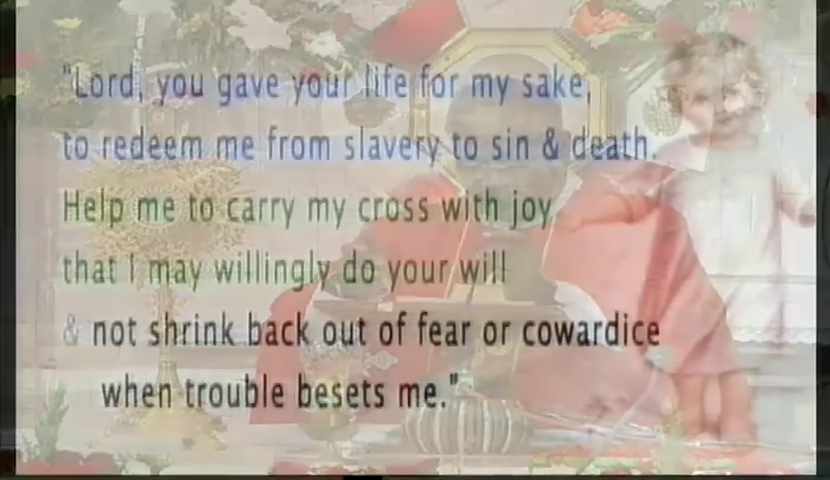 "Lord, you gave your life for my sake,
to redeem me from slavery to sin & death.
Help me to carry my cross with joy
that I may willingly do your will
& not shrink back out of fear or cowardice
when trouble besets me."